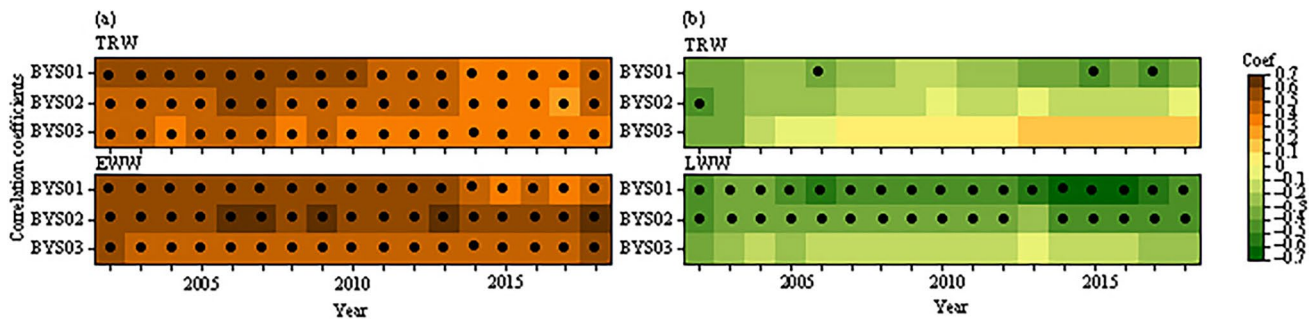 (a)
TRW
BYS01
BYS02
BYS03
EWW
BYS01
BYS02
BYS03
2005
2010
2015
Year
Correlation coefficients
(b)
TRW
BYS01
BYS02
BYS03
LWW
BYS01
BYS02
BYS03
2005
2010
2015
Year
Coef
0.7
0.6
0.5
0.4
0.3
0.2
0.1
0
-0.1
-0.2
-0.3
-0.4
-0.5
-0.6
-0.7